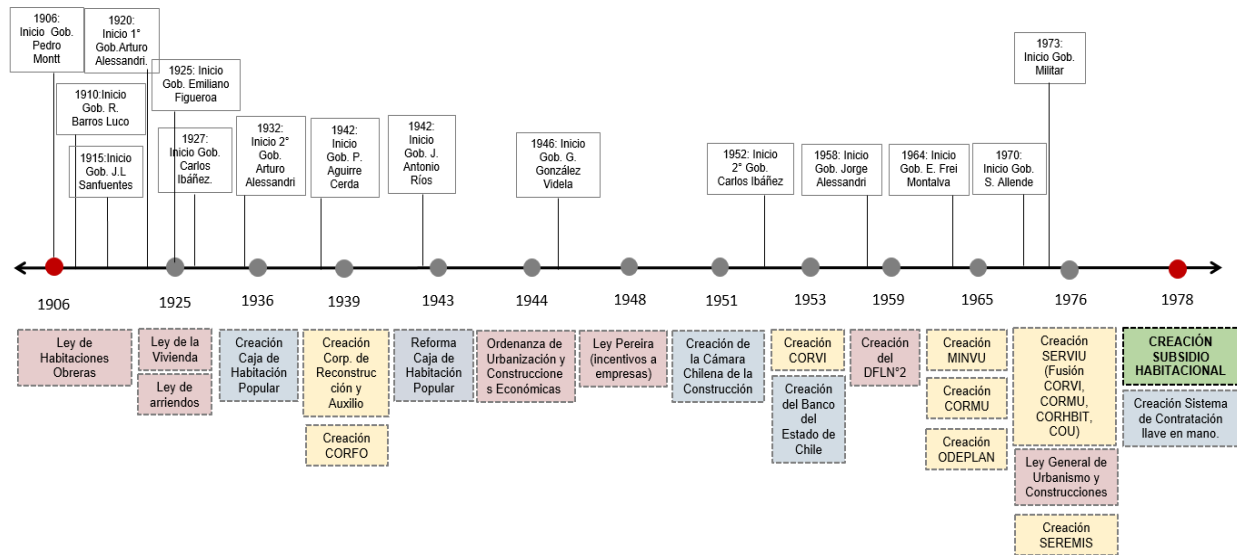 1906:
Inicio Gob.
Pedro
Montt
1920:
Inicio 1°
Gob.Arturo
Alessandri.
1910:Inicio
Gob. R.
Barros Luco
1915:Inicio
Gob. J.L
Sanfuentes
1925: Inicio
Gob. Emiliano
Figueroa
1927:
Inicio Gob.
Carlos
Ibáñez.
1932:
Inicio 2°
Gob.
Arturo
Alessandri
1942:
Inicio
Gob. P.
Aguirre
Cerda
1942:
Inicio
Gob. J.
Antonio
Ríos
1946: Inicio
Gob. G.
González
Videla
1952: Inicio
2° Gob.
Carlos Ibáñez
1958: Inicio
Gob. Jorge
Alessandri
1964: Inicio
Gob. E. Frei
Montalva
1970:
Inicio Gob.
S. Allende
1973:
Inicio Gob.
Militar
1906
1925
1936
1939
1943
1944
1948
1951
1953
1959
1965
1976
1978
Ley de
Habitaciones
Obreras
Ley de la
Vivienda
Ley de
arriendos
Creación
Caja de
Habitación
Popular
Creación
Corp. de
Reconstruc
ción y
Auxilio
Creación
CORFO
Reforma
Caja de
Habitación
Popular
Ordenanza de
Urbanización y
Construccione
s Económicas
Ley Pereira
(incentivos a
empresas)
Creación de
la Cámara
Chilena de la
Construcción
Creación
CORVI
Creación
del Banco
del
Estado de
Chile
Creación
del
DFLN°2
Creación
MINVU
Creación
CORMU
Creación
ODEPLAN
Creación
SERVIU
(Fusión
CORVI,
CORMU,
CORHBIT,
COU)
Ley General de
Urbanismo y
Construcciones
Creación
SEREMIS
CREACIÓN
SUBSIDIO
HABITACIONAL
Creación Sistema
de Contratación
llave en mano.